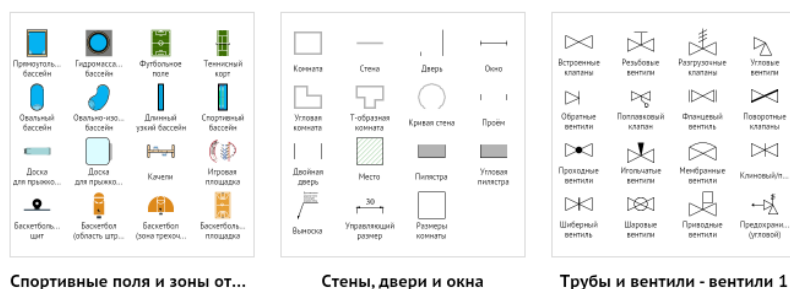 Прямоуголь... Гидромасса... Футбольное Теннисный
бассейн бассейн поле корт
Овальный Овально-изо... Длинный Спортивный
бассейн бассейн узкий бассейн бассейн
Доска Доска Качели Игровая
для прыжко... для прыжко... площадка
Баскетболь... Баскетбол Баскетбол Баскетболь...
щит (область штр... (зона трехоч... площадка
Спортивные поля и зоны от...
Комната Стена Дверь Окно
Угловая Т-образная Кривая стена Проём
комната комната
Двойная Место Пилястра Угловая
дверь пилястра
30
Выноска Управляющий Размеры
размер комнаты
Стены, двери и окна
Встроенные Резьбовые Разгрузочные Угловые
клапаны вентили клапаны вентили
Обратные Поплавковый Фланцевый Поворотные
вентили клапан вентиль клапаны
Проходные Игольчатые Мембранные Клиновый/п...
вентили вентили вентили
Шиберный Шаровые Приводные Предохрани...
вентиль вентили вентили (угловой)
Трубы и вентили - вентили 1